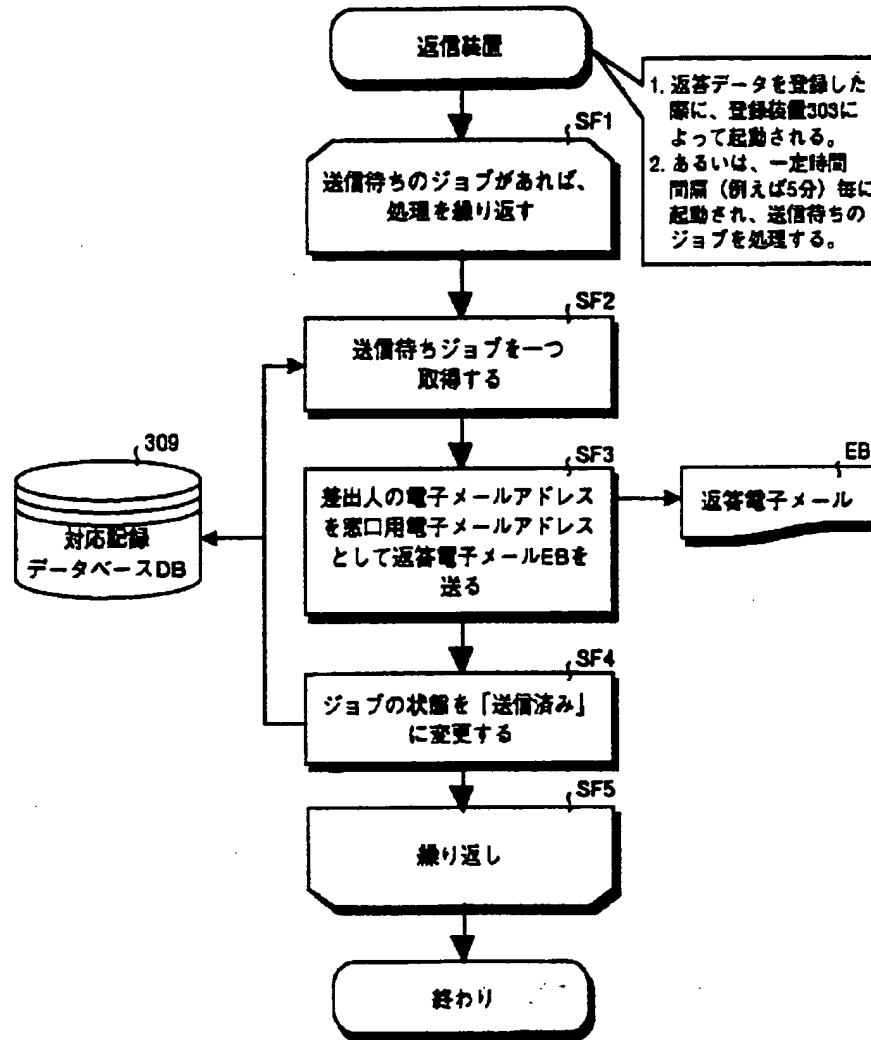 返信装置
1. 返答データを登録した
際に、登録装置303に
よって起動される。
2. あるいは、一定時間
間隔（例えば5分）毎に
起動され、送信待ちの
ジョブを処理する。
SF1
送信待ちのジョブがあれば、
処理を繰り返す
SF2
送信待ちジョブを一つ
取得する
309
対応記録
データベースDB
SF3
差出人の電子メールアドレス
を窓口用電子メールアドレス
として返答電子メールEBを
送る
EB
返答電子メール
SF4
ジョブの状態を「送信済み」
に変更する
SF5
繰り返し
終わり